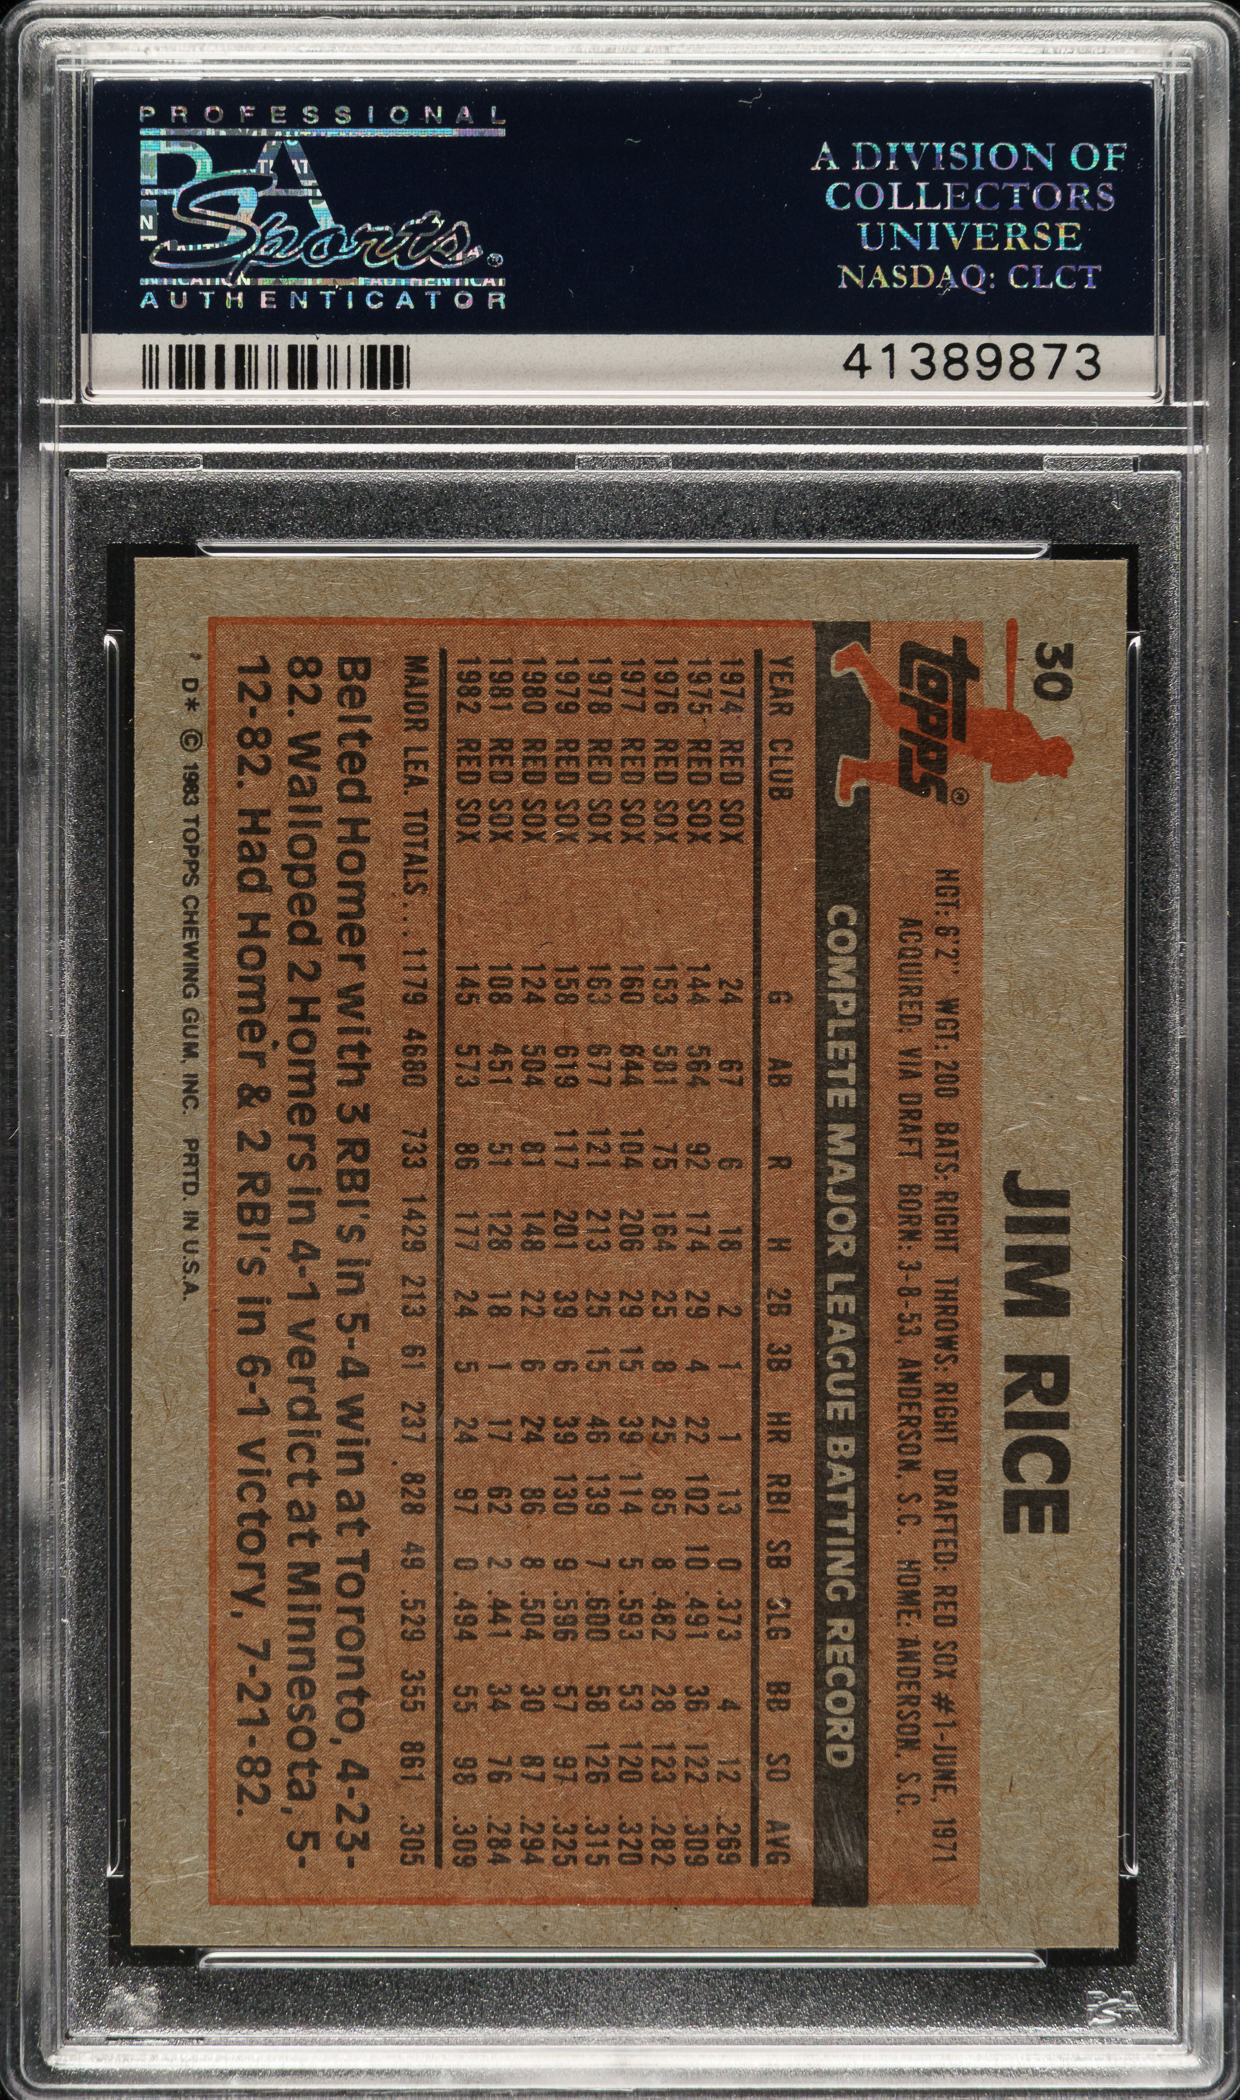 PROFESSIONAL
PSA
Sports®
AUTHENTICATOR
A DIVISION OF
COLLECTORS
UNIVERSE
NASDAQ: CLCT
41389873
30 JIM RICE
Topps®
HGT: 6'2" WGT: 200 BATS: RIGHT THROWS: RIGHT DRAFTED: RED SOX #1-JUNE, 1971
ACQUIRED: VIA DRAFT BORN: 3-8-53, ANDERSON, S.C. HOME: ANDERSON, S.C.
COMPLETE MAJOR LEAGUE BATTING RECORD
YEAR CLUB G AB R H 2B 3B HR RBI SB SLG BB SO AVG
1974 RED SOX 24 67 6 18 2 1 1 13 0 .373 4 12 .269
1975 RED SOX 144 564 92 174 29 4 22 102 10 .491 36 122 .309
1976 RED SOX 153 581 75 164 25 8 25 85 8 .482 28 123 .282
1977 RED SOX 160 644 104 206 29 15 39 114 5 .593 53 120 .320
1978 RED SOX 163 677 121 213 25 15 46 139 7 .600 58 126 .315
1979 RED SOX 158 619 117 201 39 6 39 130 9 .596 57 97 .325
1980 RED SOX 124 504 81 148 22 6 24 86 8 .504 30 87 .294
1981 RED SOX 108 451 51 128 18 1 17 62 2 .441 34 76 .284
1982 RED SOX 145 573 86 177 24 5 24 97 0 .494 55 98 .309
MAJOR LEA. TOTALS... 1179 4680 733 1429 213 61 237 828 49 .529 355 861 .305
Belted Homer with 3 RBI's in 5-4 win at Toronto, 4-23-
82. Walloped 2 Homers in 4-1 verdict at Minnesota, 5-
12-82. Had Homer & 2 RBI's in 6-1 victory, 7-21-82.
D* © 1983 TOPPS CHEWING GUM, INC. PRTD. IN U.S.A.
PSA